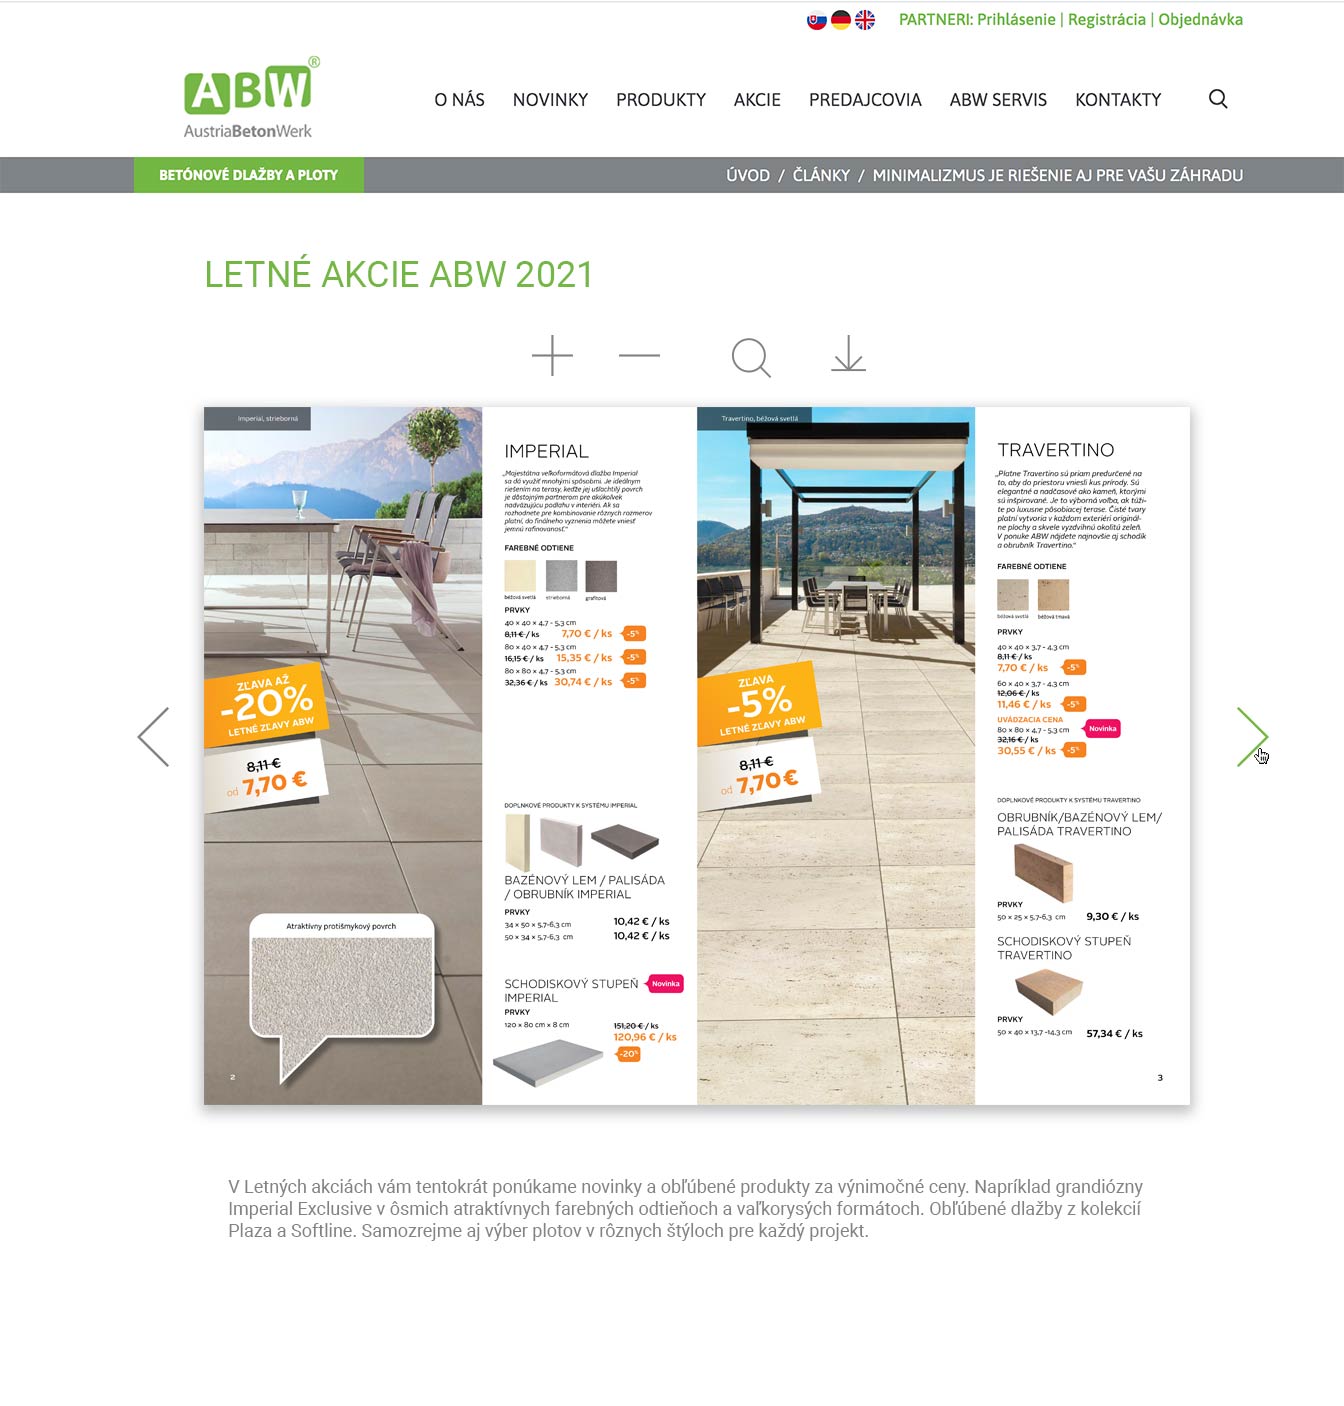 PARTNERI: Prihlásenie | Registrácia | Objednávka
ABW®
AustriaBetonWerk
O NÁS NOVINKY PRODUKTY AKCIE PREDAJCOVIA ABW SERVIS KONTAKTY
BETÓNOVÉ DLAŽBY A PLOTY
ÚVOD / ČLÁNKY / MINIMALIZMUS JE RIEŠENIE AJ PRE VAŠU ZÁHRADU
LETNÉ AKCIE ABW 2021
Imperial, strieborná
ZĽAVA AŽ
-20%
LETNÉ ZĽAVY ABW
8,11 €
od 7,70 €
Atraktívny protišmykový povrch
2
IMPERIAL
„Majestátna veľkoformátová dlažba Imperial
sa dá využiť mnohými spôsobmi. Je ideálnym
riešením na terasy, keďže jej ušľachtilý povrch
je dôstojným partnerom pre akúkoľvek
nadväzujúcu podlahu v interiéri. Ak sa
rozhodnete pre kombinovanie rôznych rozmerov
platní, do finálneho vyznenia môžete vniesť
jemnú rafinovanosť.“
FAREBNÉ ODTIENE
béžová svetlá strieborná grafitová
PRVKY
40 × 40 × 4,7 - 5,3 cm
8,11 € / ks 7,70 € / ks -5%
80 × 40 × 4,7 - 5,3 cm
16,15 € / ks 15,35 € / ks -5%
80 × 80 × 4,7 - 5,3 cm
32,36 € / ks 30,74 € / ks -5%
DOPLNKOVÉ PRODUKTY K SYSTÉMU IMPERIAL
BAZÉNOVÝ LEM / PALISÁDA
/ OBRUBNÍK IMPERIAL
PRVKY
34 × 50 × 5,7-6,3 cm 10,42 € / ks
50 × 34 × 5,7-6,3 cm 10,42 € / ks
SCHODISKOVÝ STUPEŇ Novinka
IMPERIAL
PRVKY
120 × 80 cm × 8 cm 151,20 € / ks
120,96 € / ks
-20%
Travertino, béžová svetlá
ZĽAVA
-5%
LETNÉ ZĽAVY ABW
8,11 €
od 7,70 €
TRAVERTINO
„Platne Travertino sú priam predurčené na
to, aby do priestoru vniesli kus prírody. Sú
elegantné a nadčasové ako kameň, ktorými
sú inšpirované. Je to výborná voľba, ak túži-
te po luxusne pôsobiacej terase. Čisté tvary
platní vytvoria v každom exteriéri originál-
ne plochy a skvele vyzdvihnú okolitú zeleň.
V ponuke ABW nájdete najnovšie aj schodík
a obrubník Travertino.“
FAREBNÉ ODTIENE
béžová svetlá béžová tmavá
PRVKY
40 × 40 × 3,7 - 4,3 cm
8,11 € / ks
7,70 € / ks -5%
60 × 40 × 3,7 - 4,3 cm
12,06 € / ks
11,46 € / ks -5%
UVÁDZACIA CENA
80 × 80 × 4,7 - 5,3 cm Novinka
32,16 € / ks
30,55 € / ks -5%
DOPLNKOVÉ PRODUKTY K SYSTÉMU TRAVERTINO
OBRUBNÍK/BAZÉNOVÝ LEM/
PALISÁDA TRAVERTINO
PRVKY
50 × 25 × 5,7-6,3 cm 9,30 € / ks
SCHODISKOVÝ STUPEŇ
TRAVERTINO
PRVKY
50 × 40 × 13,7 -14,3 cm 57,34 € / ks
3
V Letných akciách vám tentokrát ponúkame novinky a obľúbené produkty za výnimočné ceny. Napríklad grandiózny
Imperial Exclusive v ôsmich atraktívnych farebných odtieňoch a vaľkorysých formátoch. Obľúbené dlažby z kolekcií
Plaza a Softline. Samozrejme aj výber plotov v rôznych štýloch pre každý projekt.